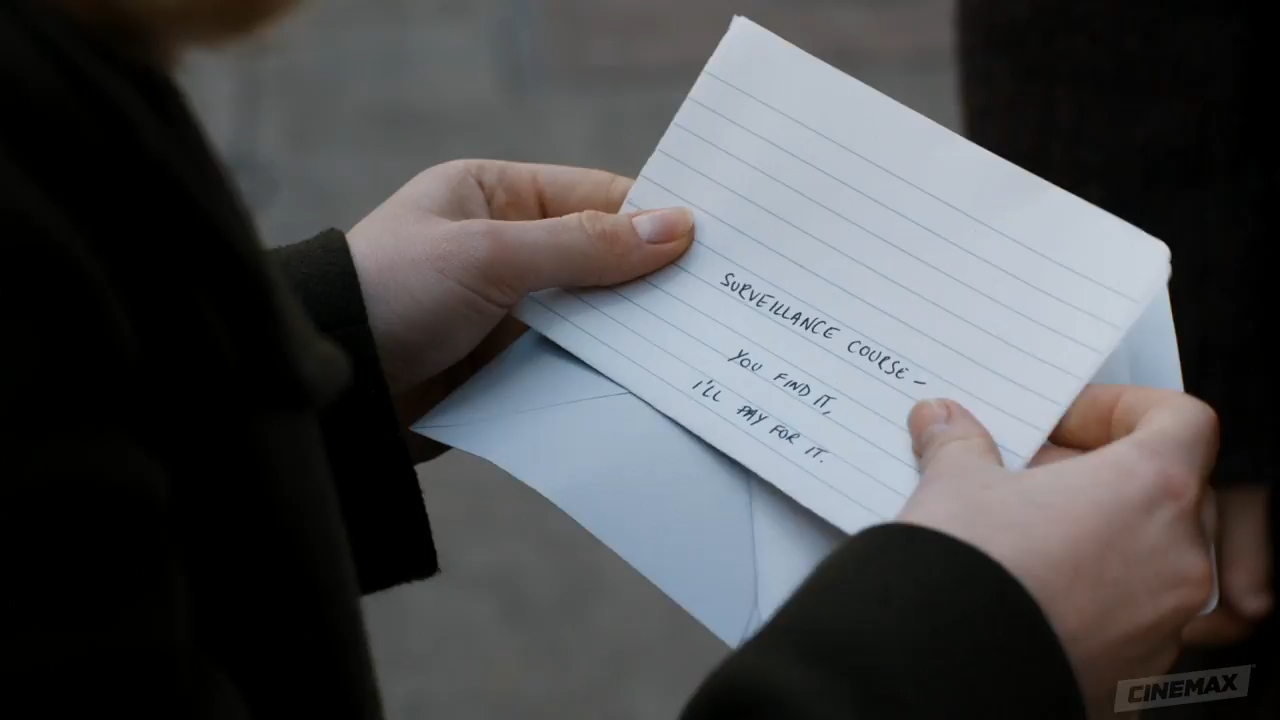 SURVEILLANCE COURSE–
YOU FIND IT,
I'LL PAY FOR IT.
CINEMAX